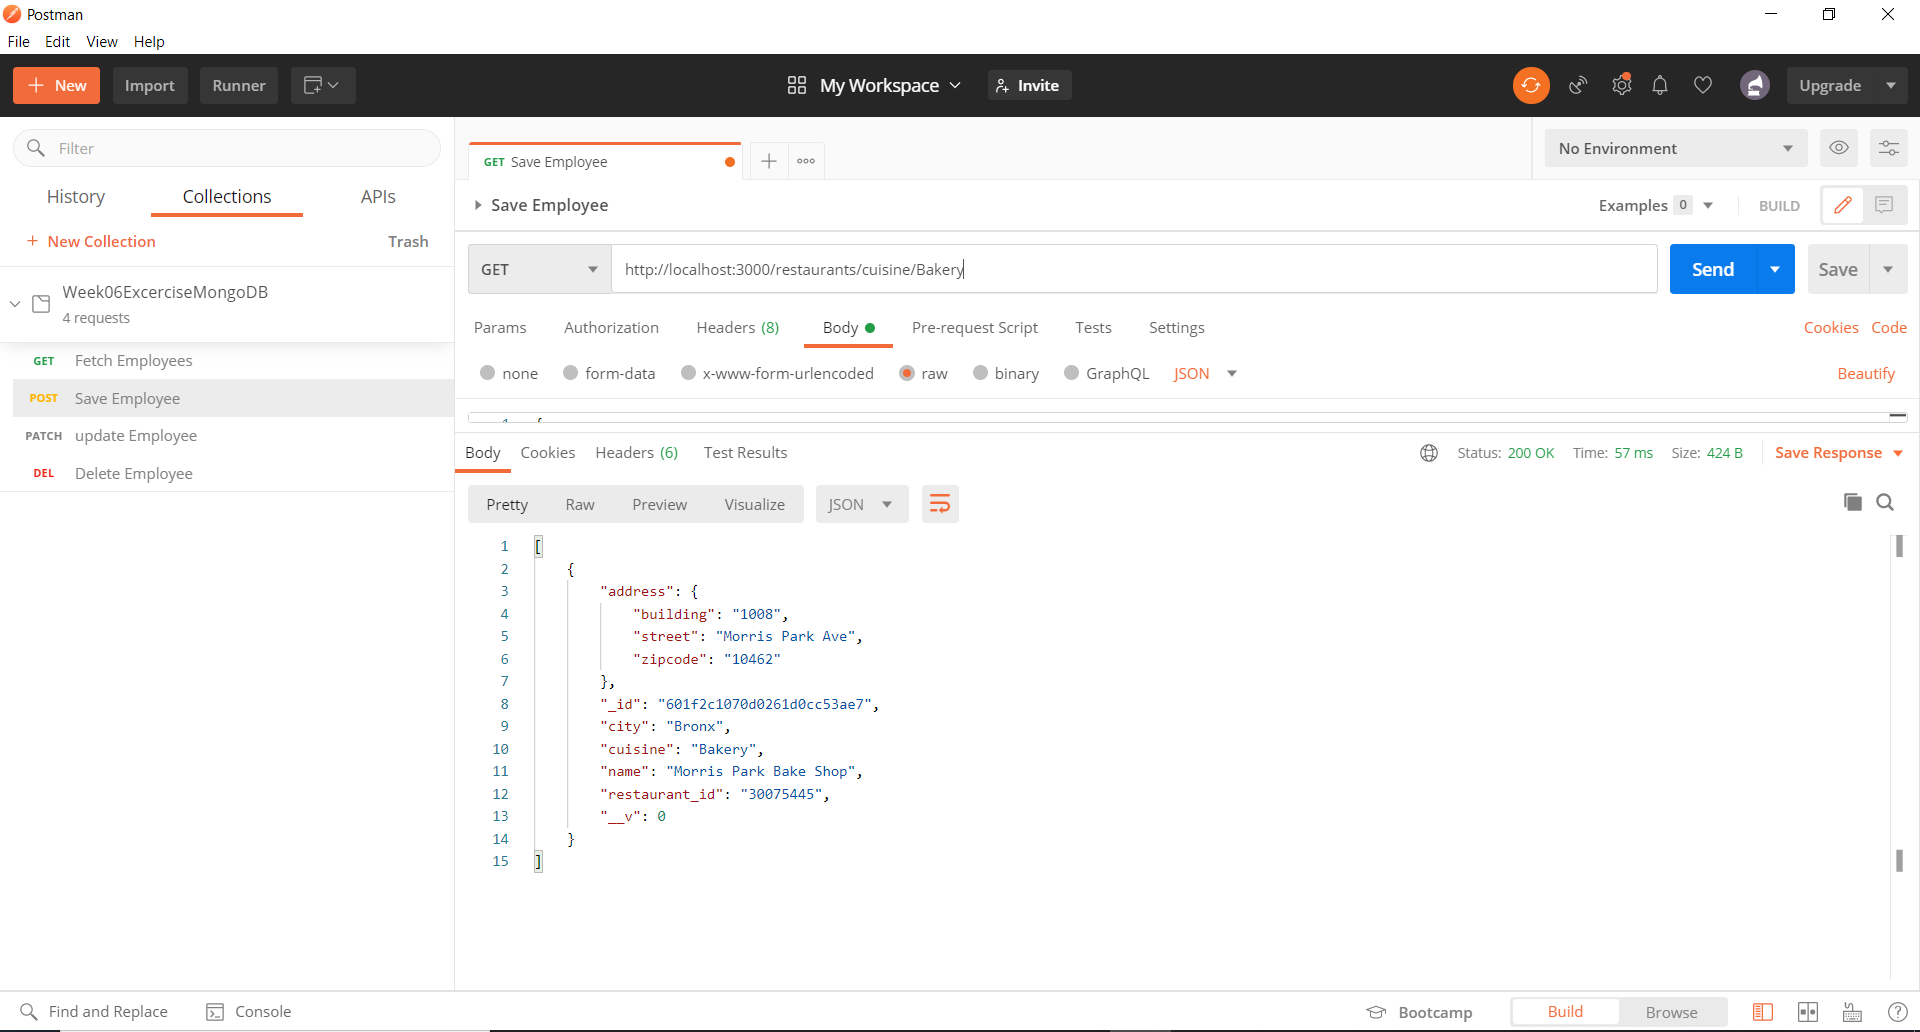 Postman
File Edit View Help
New Import Runner My Workspace Invite Upgrade
Filter
History Collections APIs
+ New Collection Trash
Week06ExcerciseMongoDB
4 requests
GET Fetch Employees
POST Save Employee
PATCH update Employee
DEL Delete Employee
GET Save Employee
No Environment
Save Employee
Examples 0 BUILD
GET http://localhost:3000/restaurants/cuisine/Bakery Send Save
Params Authorization Headers (8) Body Pre-request Script Tests Settings Cookies Code
none form-data x-www-form-urlencoded raw binary GraphQL JSON Beautify
Body Cookies Headers (6) Test Results Status: 200 OK Time: 57 ms Size: 424 B Save Response
Pretty Raw Preview Visualize JSON
1 [
2 {
3 "address": {
4 "building": "1008",
5 "street": "Morris Park Ave",
6 "zipcode": "10462"
7 },
8 "_id": "601f2c1070d0261d0cc53ae7",
9 "city": "Bronx",
10 "cuisine": "Bakery",
11 "name": "Morris Park Bake Shop",
12 "restaurant_id": "30075445",
13 "__v": 0
14 }
15 ]
Find and Replace Console Bootcamp Build Browse